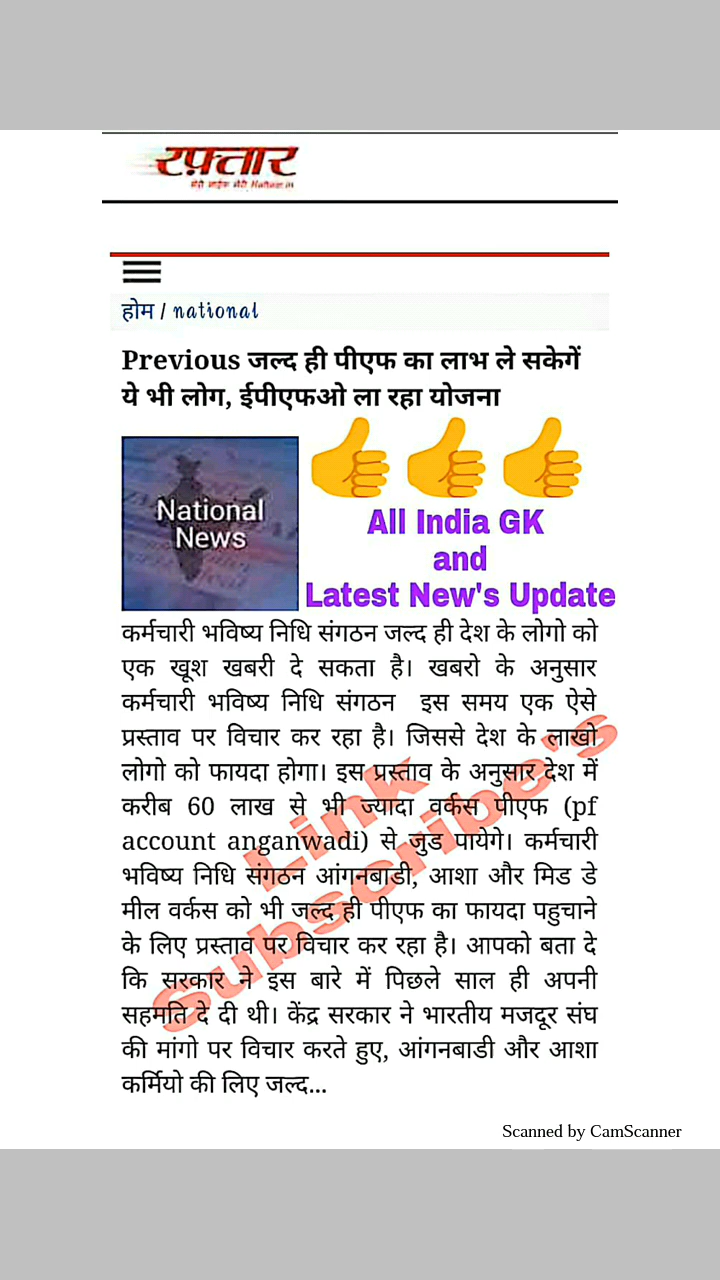 रफ़्तार
होम / national
Previous जल्द ही पीएफ का लाभ ले सकेगें
ये भी लोग, ईपीएफओ ला रहा योजना
National
News
All India GK
and
Latest New's Update
कर्मचारी भविष्य निधि संगठन जल्द ही देश के लोगो को
एक खूश खबरी दे सकता है। खबरो के अनुसार
कर्मचारी भविष्य निधि संगठन इस समय एक ऐसे
प्रस्ताव पर विचार कर रहा है। जिससे देश के लाखो
लोगो को फायदा होगा। इस प्रस्ताव के अनुसार देश में
करीब 60 लाख से भी ज्यादा वर्कस पीएफ (pf
account anganwadi) से जुड पायेगे। कर्मचारी
भविष्य निधि संगठन आंगनबाडी, आशा और मिड डे
मील वर्कस को भी जल्द ही पीएफ का फायदा पहुचाने
के लिए प्रस्ताव पर विचार कर रहा है। आपको बता दे
कि सरकार ने इस बारे में पिछले साल ही अपनी
सहमति दे दी थी। केंद्र सरकार ने भारतीय मजदूर संघ
की मांगो पर विचार करते हुए, आंगनबाडी और आशा
कर्मियो की लिए जल्द...
Link
Subscribe's
Scanned by CamScanner